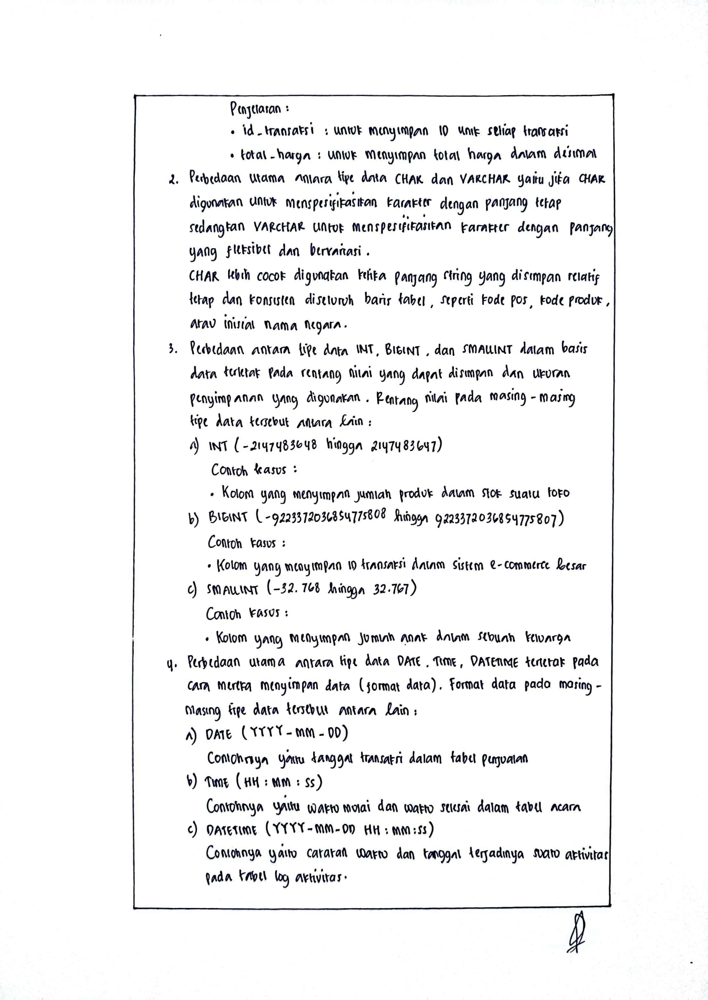 Penjelasan :
• id_transaksi : untuk menyimpan ID unik setiap transaksi
• total_harga : untuk menyimpan total harga dalam desimal
2. Perbedaan utama antara tipe data CHAR dan VARCHAR yaitu jika CHAR
digunakan untuk menspesifikasikan karakter dengan panjang tetap
sedangkan VARCHAR untuk menspesifikasikan karakter dengan panjang
yang fleksibel dan bervariasi.
CHAR lebih cocok digunakan ketika panjang string yang disimpan relatif
tetap dan konsisten diseluruh baris tabel, seperti kode pos, kode produk,
atau inisial nama negara.
3. Perbedaan antara tipe data INT, BIGINT, dan SMALLINT dalam basis
data terletak pada rentang nilai yang dapat disimpan dan ukuran
penyimpanan yang digunakan. Rentang nilai pada masing-masing
tipe data tersebut antara lain :
a) INT (-2147483648 hingga 2147483647)
Contoh kasus :
• Kolom yang menyimpan jumlah produk dalam stok suatu toko
b) BIGINT (-9223372036854775808 hingga 9223372036854775807)
Contoh kasus :
• Kolom yang menyimpan ID transaksi dalam sistem e-commerce besar
c) SMALLINT (-32.768 hingga 32.767)
Contoh kasus :
• Kolom yang menyimpan jumlah anak dalam sebuah keluarga
4. Perbedaan utama antara tipe data DATE, TIME, DATETIME terletak pada
cara mereka menyimpan data (format data). Format data pada masing-
masing tipe data tersebut antara lain :
a) DATE (YYYY-MM-DD)
Contohnya yaitu tanggal transaksi dalam tabel penjualan
b) TIME (HH : MM : SS)
Contohnya yaitu waktu mulai dan waktu selesai dalam tabel acara
c) DATETIME (YYYY-MM-DD HH : MM : SS)
Contohnya yaitu catatan waktu dan tanggal terjadinya suatu aktivitas
pada tabel log aktivitas.